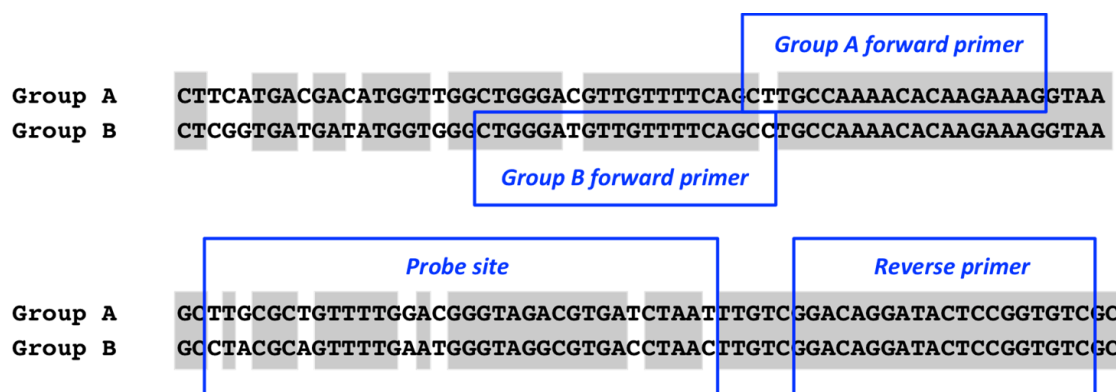 Group A forward primer
Group A CTTCATGACGACATGGTTGGCTGGGACGTTGTTTTCAGCTTGCCAAAACACAAGAAAGGTAA
Group B CTCGGTGATGATATGGTGGGCTGGGATGTTGTTTTCAGCCTGCCAAAACACAAGAAAGGTAA
Group B forward primer
Probe site Reverse primer
Group A GCTTGCGCTGTTTTGGACGGGTAGACGTGATCTAATTTGTCGGACAGGATACTCCGGTGTCGC
Group B GCCTACGCAGTTTTGAATGGGTAGGCGTGACCTAACTTGTCGGACAGGATACTCCGGTGTCGC